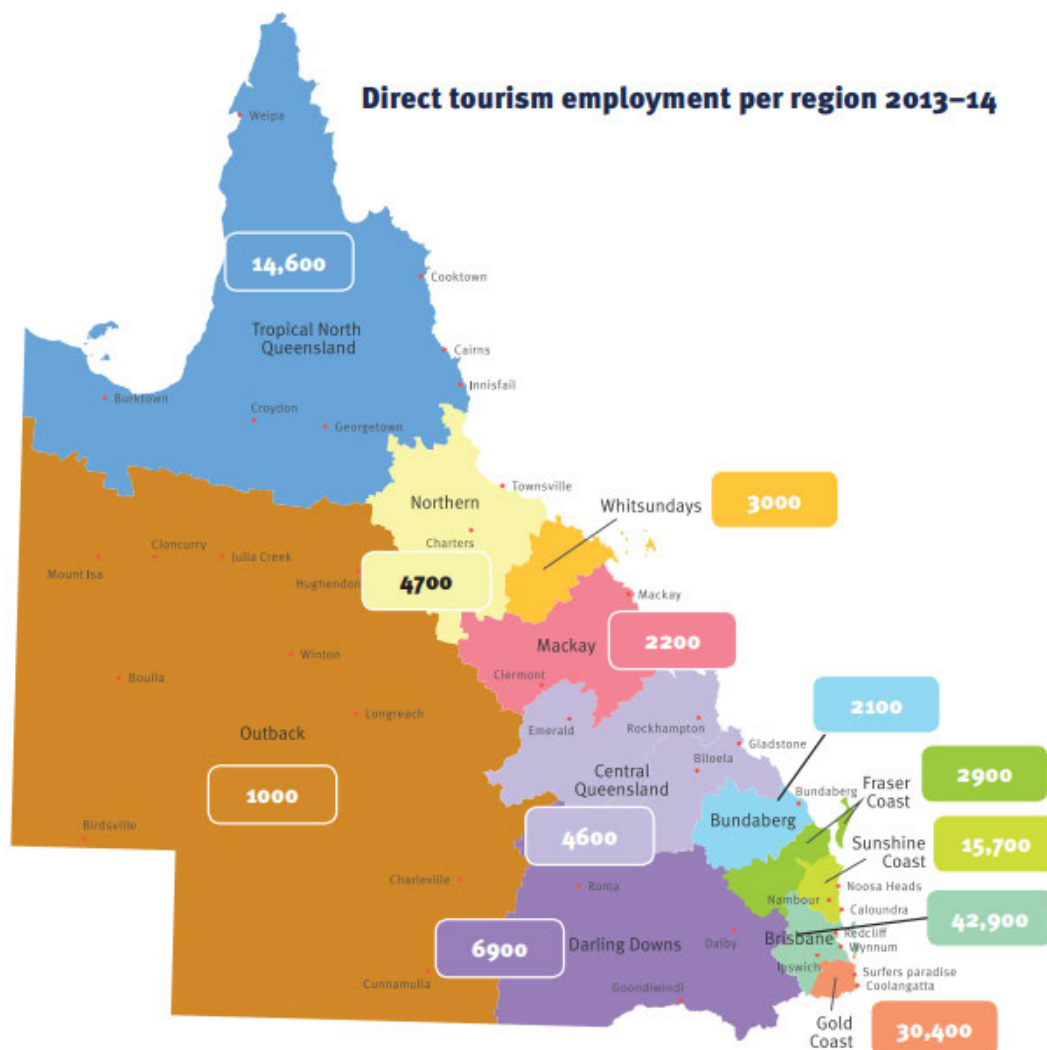 Direct tourism employment per region 2013–14
Weipa
14,600
Cooktown
Tropical North
Queensland
Cairns
Innisfail
Burktown
Croydon
Georgetown
Townsville
Northern
Whitsundays
3000
Charters
Cloncurry
Julia Creek
Mount Isa
Hughendon
4700
Mackay
Mackay
2200
Winton
Clermont
Boulia
Longreach
2100
Emerald
Rockhampton
Outback
Gladstone
Biloela
Central
Queensland
2900
Fraser
Coast
1000
Bundaberg
Bundaberg
Birdsville
4600
Sunshine
Coast
15,700
Charleville
Roma
Noosa Heads
Nambour
Caloundra
42,900
6900
Darling Downs
Dalby
Brisbane
Redcliff
Wynnum
Ipswich
Cunnamulla
Surfers paradise
Goondiwindi
Coolangatta
Gold
Coast
30,400